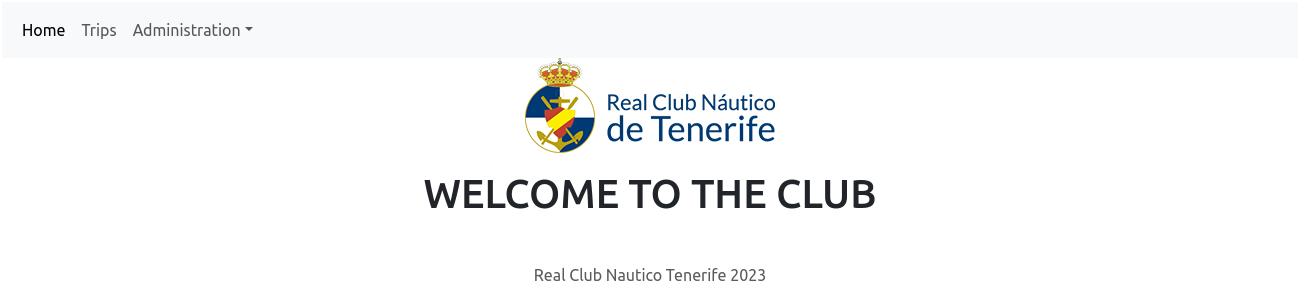 Home Trips Administration
Real Club Náutico
de Tenerife
WELCOME TO THE CLUB
Real Club Nautico Tenerife 2023